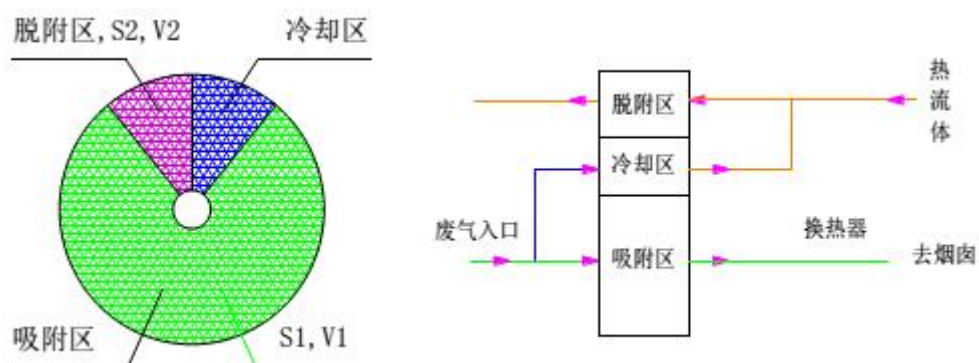 脱附区,S2,V2
冷却区
吸附区
S1,V1
脱附区
热流体
冷却区
废气入口
换热器
吸附区
去烟囱